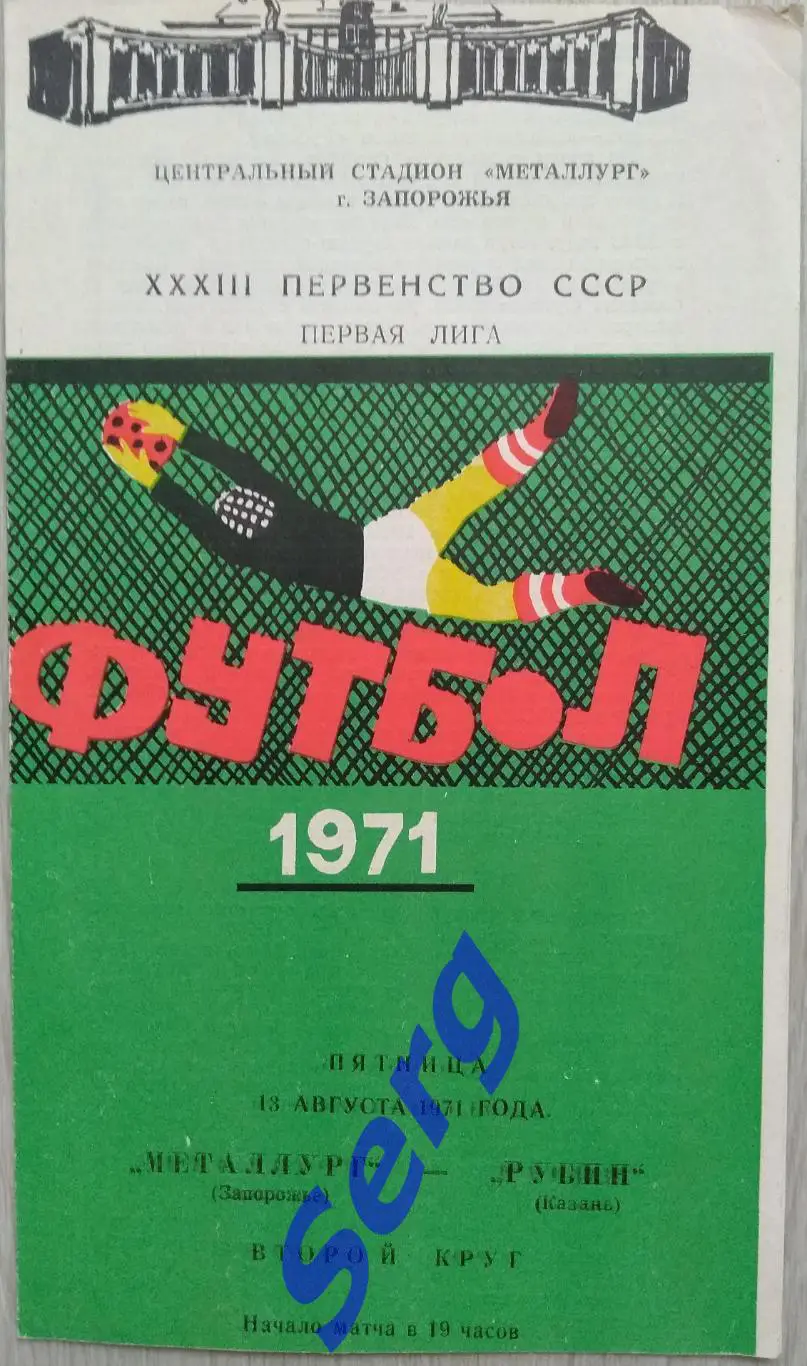 ЦЕНТРАЛЬНЫЙ СТАДИОН «МЕТАЛЛУРГ»
г. ЗАПОРОЖЬЯ
XXXIII ПЕРВЕНСТВО СССР
ПЕРВАЯ ЛИГА
ФУТБОЛ
1971
ПЯТНИЦА
13 АВГУСТА 1971 ГОДА.
„МЕТАЛЛУРГ“ — „РУБИН“
(Запорожье) (Казань)
ВТОРОЙ КРУГ
Начало матча в 19 часов
Serg